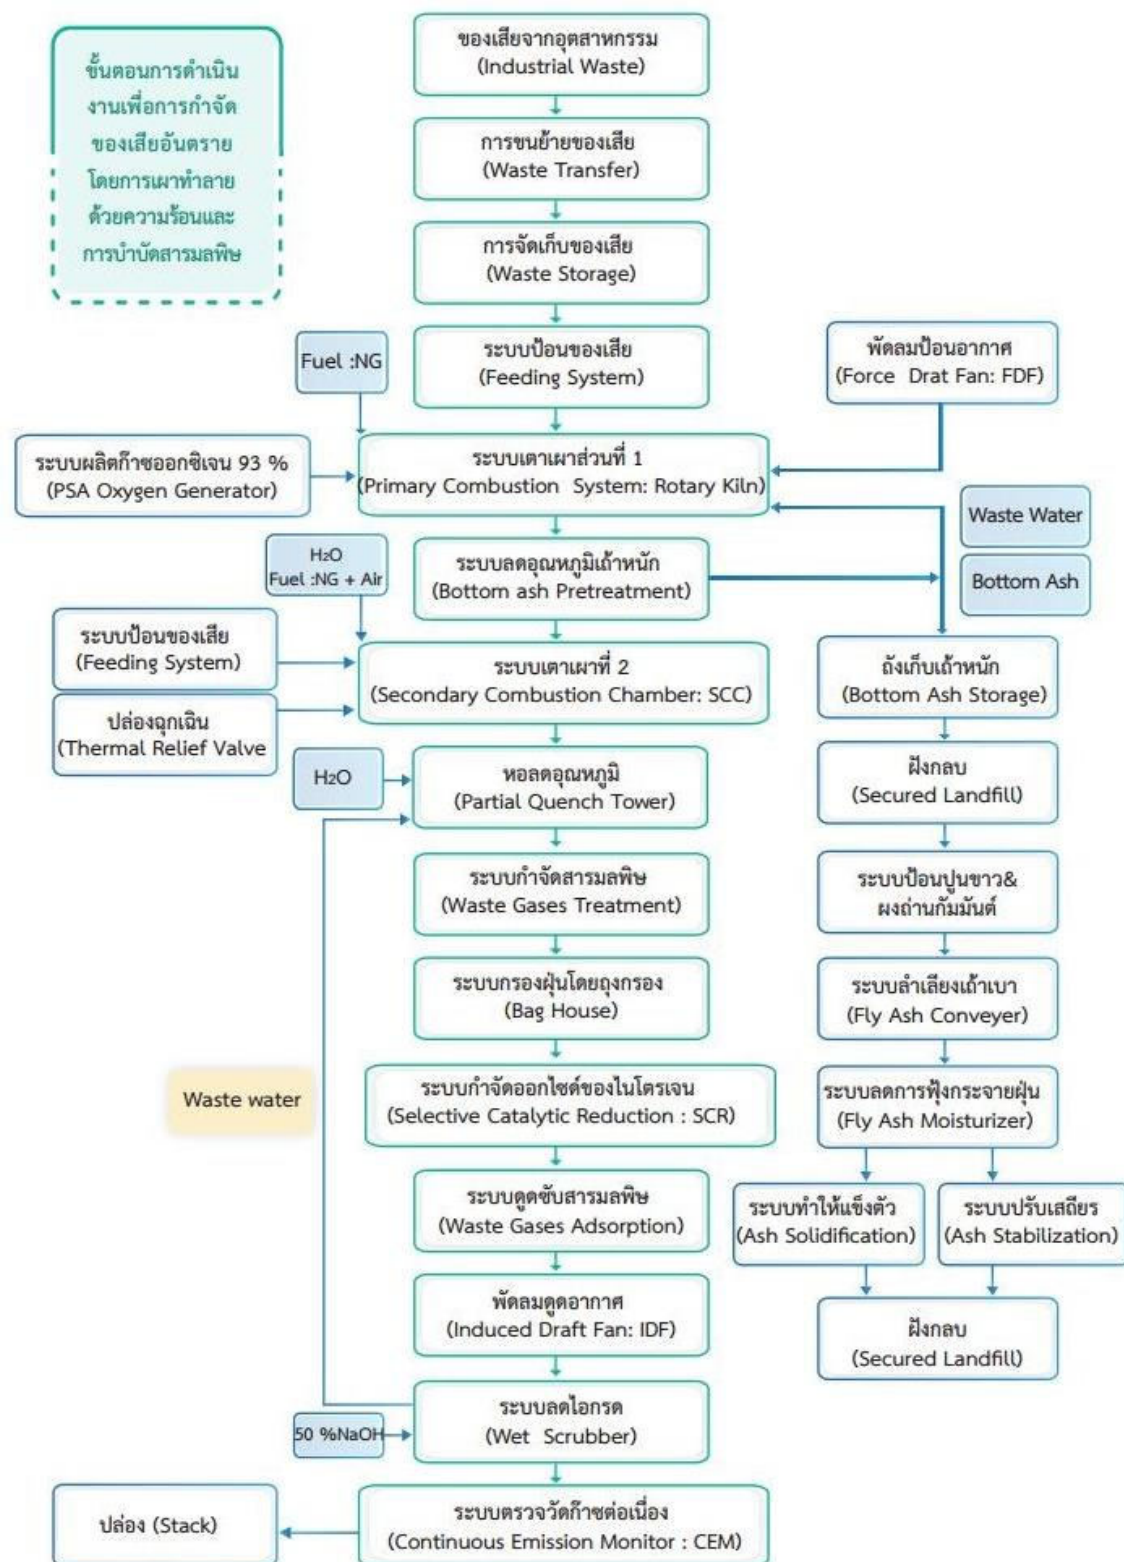 ขั้นตอนการดำเนิน
งานเพื่อการกำจัด
ของเสียอันตราย
โดยการเผาทำลาย
ด้วยความร้อนและ
การบำบัดสารมลพิษ
ของเสียจากอุตสาหกรรม
(Industrial Waste)
การขนย้ายของเสีย
(Waste Transfer)
การจัดเก็บของเสีย
(Waste Storage)
Fuel :NG
ระบบป้อนของเสีย
(Feeding System)
พัดลมป้อนอากาศ
(Force Drat Fan: FDF)
ระบบผลิตก๊าซออกซิเจน 93 %
(PSA Oxygen Generator)
ระบบเตาเผาส่วนที่ 1
(Primary Combustion System: Rotary Kiln)
Waste Water
H₂O
Fuel :NG + Air
ระบบลดอุณหภูมิเถ้าหนัก
(Bottom ash Pretreatment)
Bottom Ash
ระบบป้อนของเสีย
(Feeding System)
ระบบเตาเผาที่ 2
(Secondary Combustion Chamber: SCC)
ถังเก็บเถ้าหนัก
(Bottom Ash Storage)
ปล่องฉุกเฉิน
(Thermal Relief Valve
H₂O
หอลดอุณหภูมิ
(Partial Quench Tower)
ฝังกลบ
(Secured Landfill)
ระบบกำจัดสารมลพิษ
(Waste Gases Treatment)
ระบบป้อนปูนขาว&
ผงถ่านกัมมันต์
ระบบกรองฝุ่นโดยถุงกรอง
(Bag House)
ระบบลำเลียงเถ้าเบา
(Fly Ash Conveyer)
Waste water
ระบบกำจัดออกไซด์ของไนโตรเจน
(Selective Catalytic Reduction : SCR)
ระบบลดการฟุ้งกระจายฝุ่น
(Fly Ash Moisturizer)
ระบบดูดซับสารมลพิษ
(Waste Gases Adsorption)
ระบบทำให้แข็งตัว
(Ash Solidification)
ระบบปรับเสถียร
(Ash Stabilization)
พัดลมดูดอากาศ
(Induced Draft Fan: IDF)
ฝังกลบ
(Secured Landfill)
50 %NaOH
ระบบลดไอกรด
(Wet Scrubber)
ปล่อง (Stack)
ระบบตรวจวัดก๊าซต่อเนื่อง
(Continuous Emission Monitor : CEM)